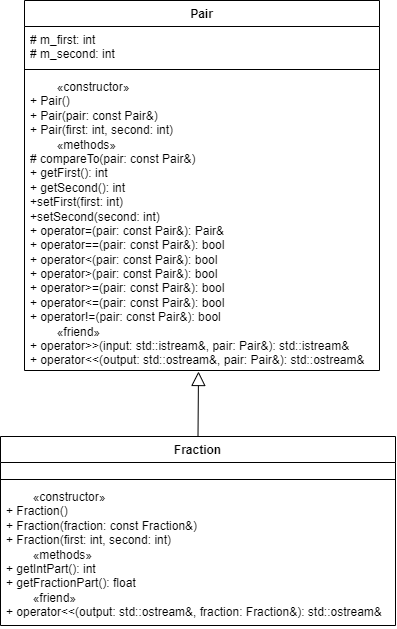 Pair
# m_first: int
# m_second: int
«constructor»
+ Pair()
+ Pair(pair: const Pair&)
+ Pair(first: int, second: int)
«methods»
# compareTo(pair: const Pair&)
+ getFirst(): int
+ getSecond(): int
+setFirst(first: int)
+setSecond(second: int)
+ operator=(pair: const Pair&): Pair&
+ operator==(pair: const Pair&): bool
+ operator<(pair: const Pair&): bool
+ operator>(pair: const Pair&): bool
+ operator>=(pair: const Pair&): bool
+ operator<=(pair: const Pair&): bool
+ operator!=(pair: const Pair&): bool
«friend»
+ operator>>(input: std::istream&, pair: Pair&): std::istream&
+ operator<<(output: std::ostream&, pair: Pair&): std::ostream&
Fraction
«constructor»
+ Fraction()
+ Fraction(fraction: const Fraction&)
+ Fraction(first: int, second: int)
«methods»
+ getIntPart(): int
+ getFractionPart(): float
«friend»
+ operator<<(output: std::ostream&, fraction: Fraction&): std::ostream&